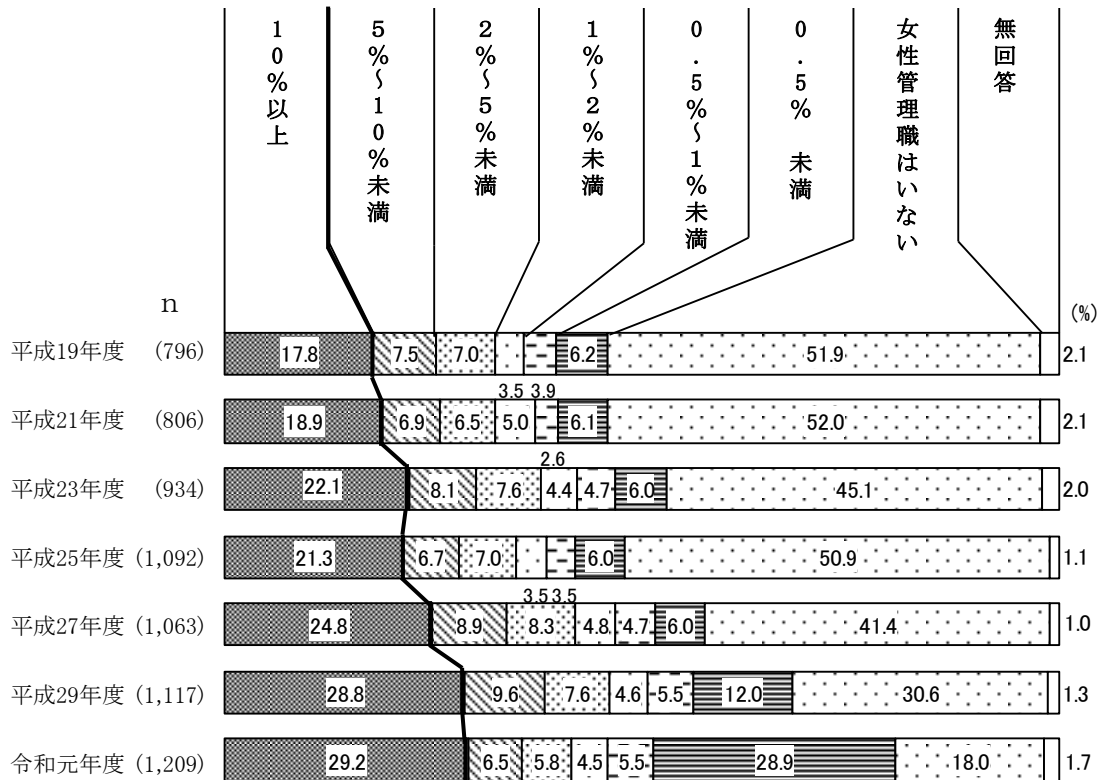 10％以上
5％～10％未満
2％～5％未満
1％～2％未満
0.5％～1％未満
0.5％ 未満
女性管理職はいない
無回答
n
(%)
平成19年度 (796) 17.8 7.5 7.0 6.2 51.9 2.1
3.5 3.9
平成21年度 (806) 18.9 6.9 6.5 5.0 6.1 52.0 2.1
2.6
平成23年度 (934) 22.1 8.1 7.6 4.4 4.7 6.0 45.1 2.0
平成25年度 (1,092) 21.3 6.7 7.0 6.0 50.9 1.1
3.5 3.5
平成27年度 (1,063) 24.8 8.9 8.3 4.8 4.7 6.0 41.4 1.0
平成29年度 (1,117) 28.8 9.6 7.6 4.6 5.5 12.0 30.6 1.3
令和元年度 (1,209) 29.2 6.5 5.8 4.5 5.5 28.9 18.0 1.7